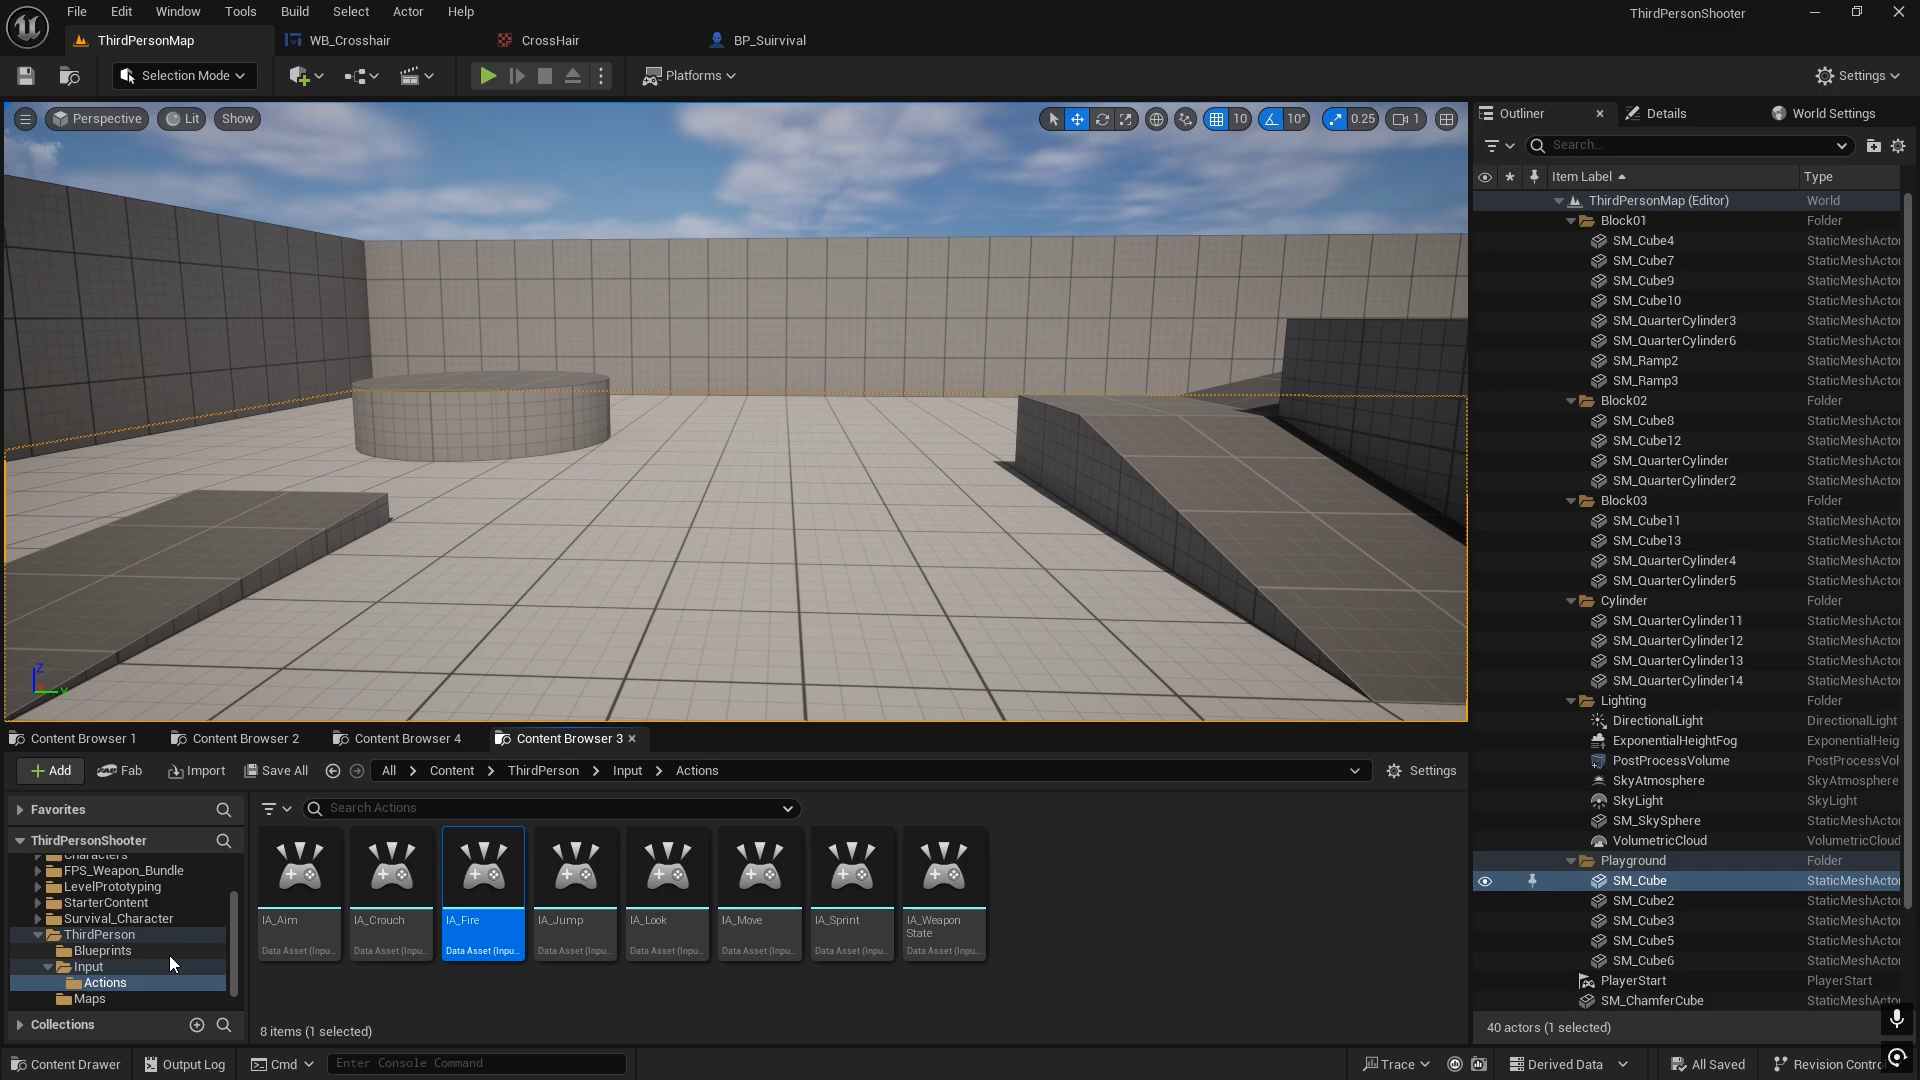 File Edit Window Tools Build Select Actor Help
ThirdPersonShooter
ThirdPersonMap WB_Crosshair CrossHair BP_Suirvival
Selection Mode Platforms Settings
Perspective Lit Show 10 10° 0.25 1
Outliner Details World Settings
Search...
Item Label Type
ThirdPersonMap (Editor) World
Block01 Folder
SM_Cube4 StaticMeshActor
SM_Cube7 StaticMeshActor
SM_Cube9 StaticMeshActor
SM_Cube10 StaticMeshActor
SM_QuarterCylinder3 StaticMeshActor
SM_QuarterCylinder6 StaticMeshActor
SM_Ramp2 StaticMeshActor
SM_Ramp3 StaticMeshActor
Block02 Folder
SM_Cube8 StaticMeshActor
SM_Cube12 StaticMeshActor
SM_QuarterCylinder StaticMeshActor
SM_QuarterCylinder2 StaticMeshActor
Block03 Folder
SM_Cube11 StaticMeshActor
SM_Cube13 StaticMeshActor
SM_QuarterCylinder4 StaticMeshActor
SM_QuarterCylinder5 StaticMeshActor
Cylinder Folder
SM_QuarterCylinder11 StaticMeshActor
SM_QuarterCylinder12 StaticMeshActor
SM_QuarterCylinder13 StaticMeshActor
SM_QuarterCylinder14 StaticMeshActor
Lighting Folder
DirectionalLight DirectionalLight
ExponentialHeightFog ExponentialHeig
PostProcessVolume PostProcessVol
SkyAtmosphere SkyAtmosphere
SkyLight SkyLight
SM_SkySphere StaticMeshActor
VolumetricCloud VolumetricCloud
Playground Folder
SM_Cube StaticMeshActor
SM_Cube2 StaticMeshActor
SM_Cube3 StaticMeshActor
SM_Cube5 StaticMeshActor
SM_Cube6 StaticMeshActor
PlayerStart PlayerStart
SM_ChamferCube StaticMeshActor
40 actors (1 selected)
Z
Y
Content Browser 1 Content Browser 2 Content Browser 4 Content Browser 3
Add Fab Import Save All All Content ThirdPerson Input Actions Settings
Favorites
Search Actions
ThirdPersonShooter
Characters
FPS_Weapon_Bundle
LevelPrototyping
StarterContent
Survival_Character
ThirdPerson
Blueprints
Input
Actions
Maps
Collections
IA_Aim IA_Crouch IA_Fire IA_Jump IA_Look IA_Move IA_Sprint IA_Weapon
State
Data Asset (Inpu... Data Asset (Inpu... Data Asset (Inpu... Data Asset (Inpu... Data Asset (Inpu... Data Asset (Inpu... Data Asset (Inpu... Data Asset (Inpu...
8 items (1 selected)
Content Drawer Output Log Cmd Enter Console Command Trace Derived Data All Saved Revision Contro